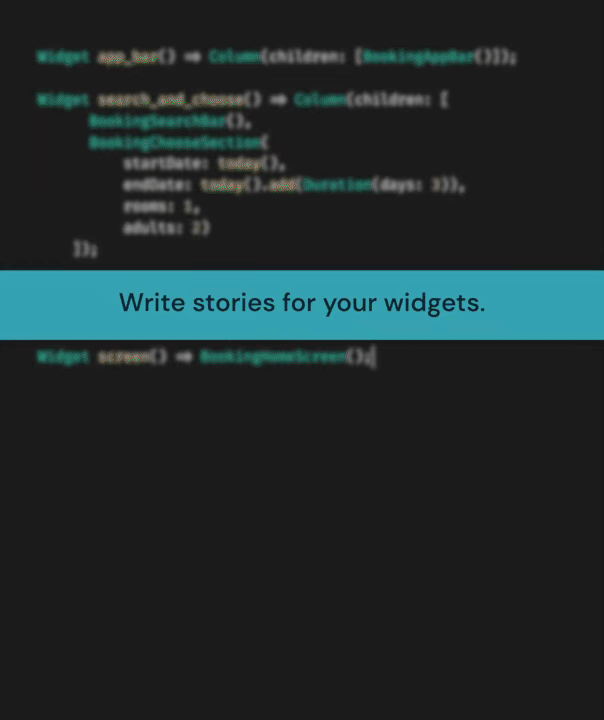 Widget app_bar() => Column(children: [BookingAppBar()]);
Widget search_and_choose() => Column(children: [
BookingSearchBar(),
BookingChooseSection(
startDate: today(),
endDate: today().add(Duration(days: 3)),
rooms: 1,
adults: 2)
]);
Write stories for your widgets.
Widget screen() => BookingHomeScreen();